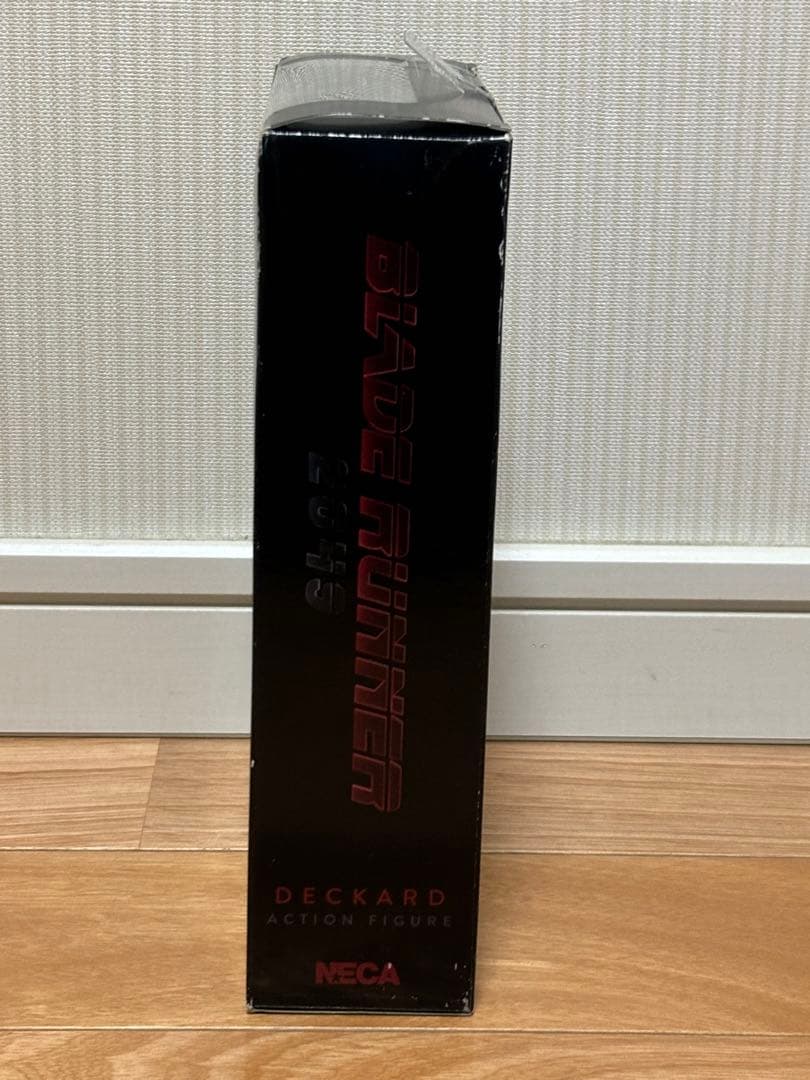 BLADE RUNNER
2049
DECKARD
ACTION FIGURE
NECA